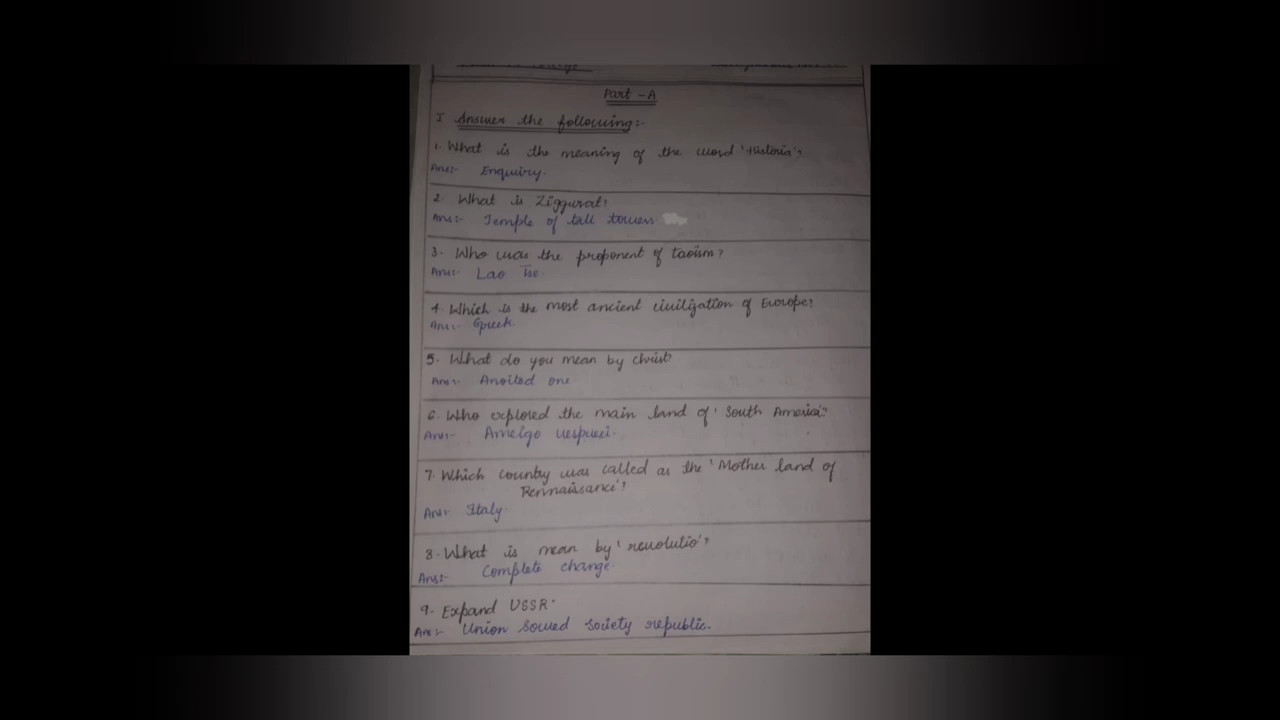 Part - A
I Answer the following:-
1. What is the meaning of the word 'Historia'?
Ans:- Enquiry.
2. What is Ziggurat?
Ans:- Temple of tall towers
3. Who was the proponent of taoism?
Ans:- Lao Tse.
4. Which is the most ancient civilization of Europe?
Ans:- Greek
5. What do you mean by Christ?
Ans:- Anoited one.
6. Who explored the main land of 'South America'?
Ans:- Amelgo vespucci.
7. Which country was called as the 'Mother land of
Rennaissance'?
Ans:- Italy.
8. What is mean by 'revolutio'?
Ans:- Complete change.
9. Expand USSR.
Ans:- Union society republic.